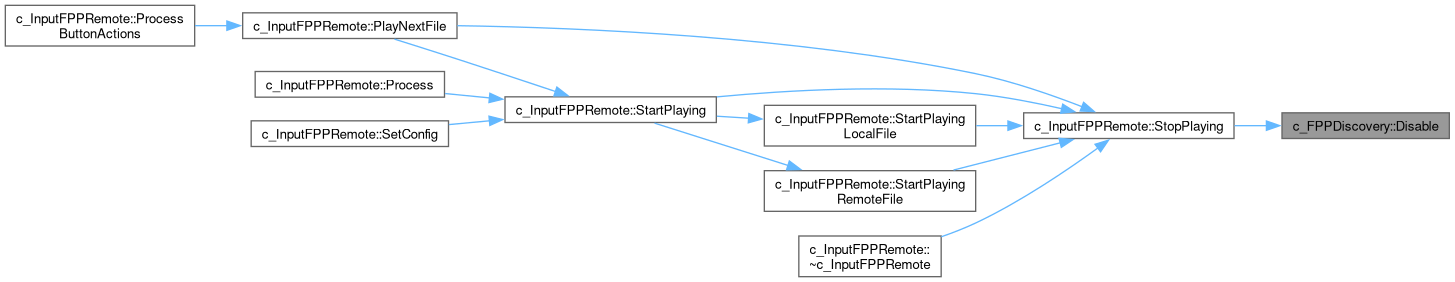 c_InputFPPRemote::Process
ButtonActions
c_InputFPPRemote::PlayNextFile
c_InputFPPRemote::Process
c_InputFPPRemote::SetConfig
c_InputFPPRemote::StartPlaying
c_InputFPPRemote::StartPlaying
LocalFile
c_InputFPPRemote::StartPlaying
RemoteFile
c_InputFPPRemote::
~c_InputFPPRemote
c_InputFPPRemote::StopPlaying
c_FPPDiscovery::Disable